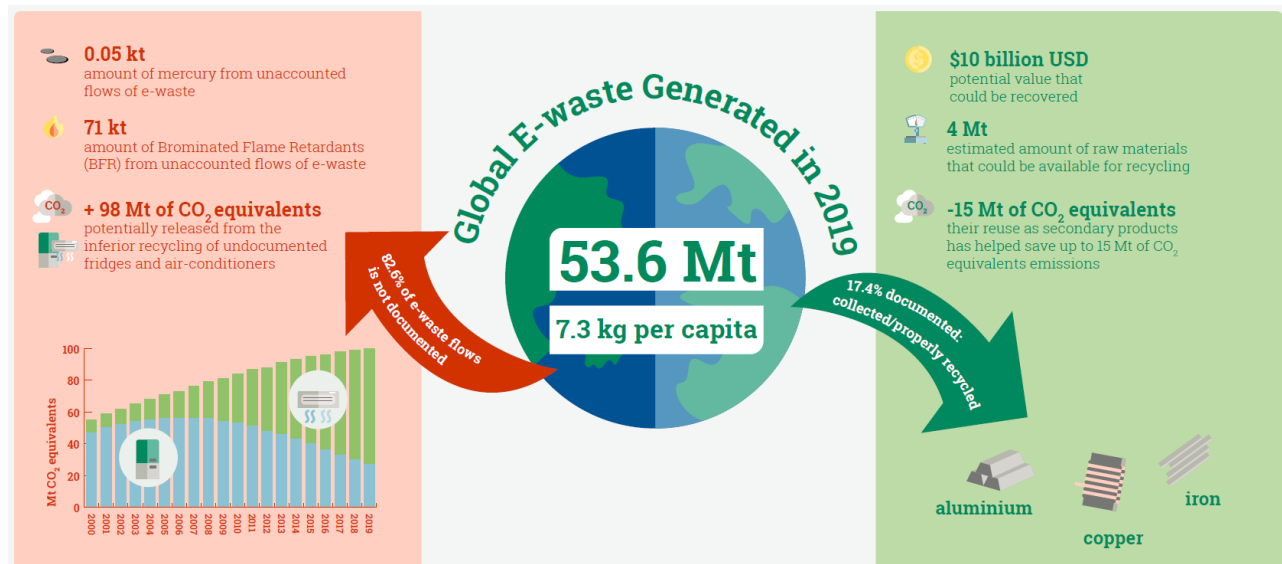 0.05 kt
amount of mercury from unaccounted
flows of e-waste
71 kt
amount of Brominated Flame Retardants
(BFR) from unaccounted flows of e-waste
CO₂
+ 98 Mt of CO₂ equivalents
potentially released from the
inferior recycling of undocumented
fridges and air-conditioners
Mt CO₂ equivalents
100
80
60
40
20
0
2000
2001
2002
2003
2004
2005
2006
2007
2008
2009
2010
2011
2012
2013
2014
2015
2016
2017
2018
2019
Global E-waste Generated in 2019
53.6 Mt
7.3 kg per capita
82.6% of e-waste flows
is not documented
17.4% documented:
collected/properly recycled
$10 billion USD
potential value that
could be recovered
4 Mt
estimated amount of raw materials
that could be available for recycling
CO₂
-15 Mt of CO₂ equivalents
their reuse as secondary products
has helped save up to 15 Mt of CO₂
equivalents emissions
aluminium
copper
iron